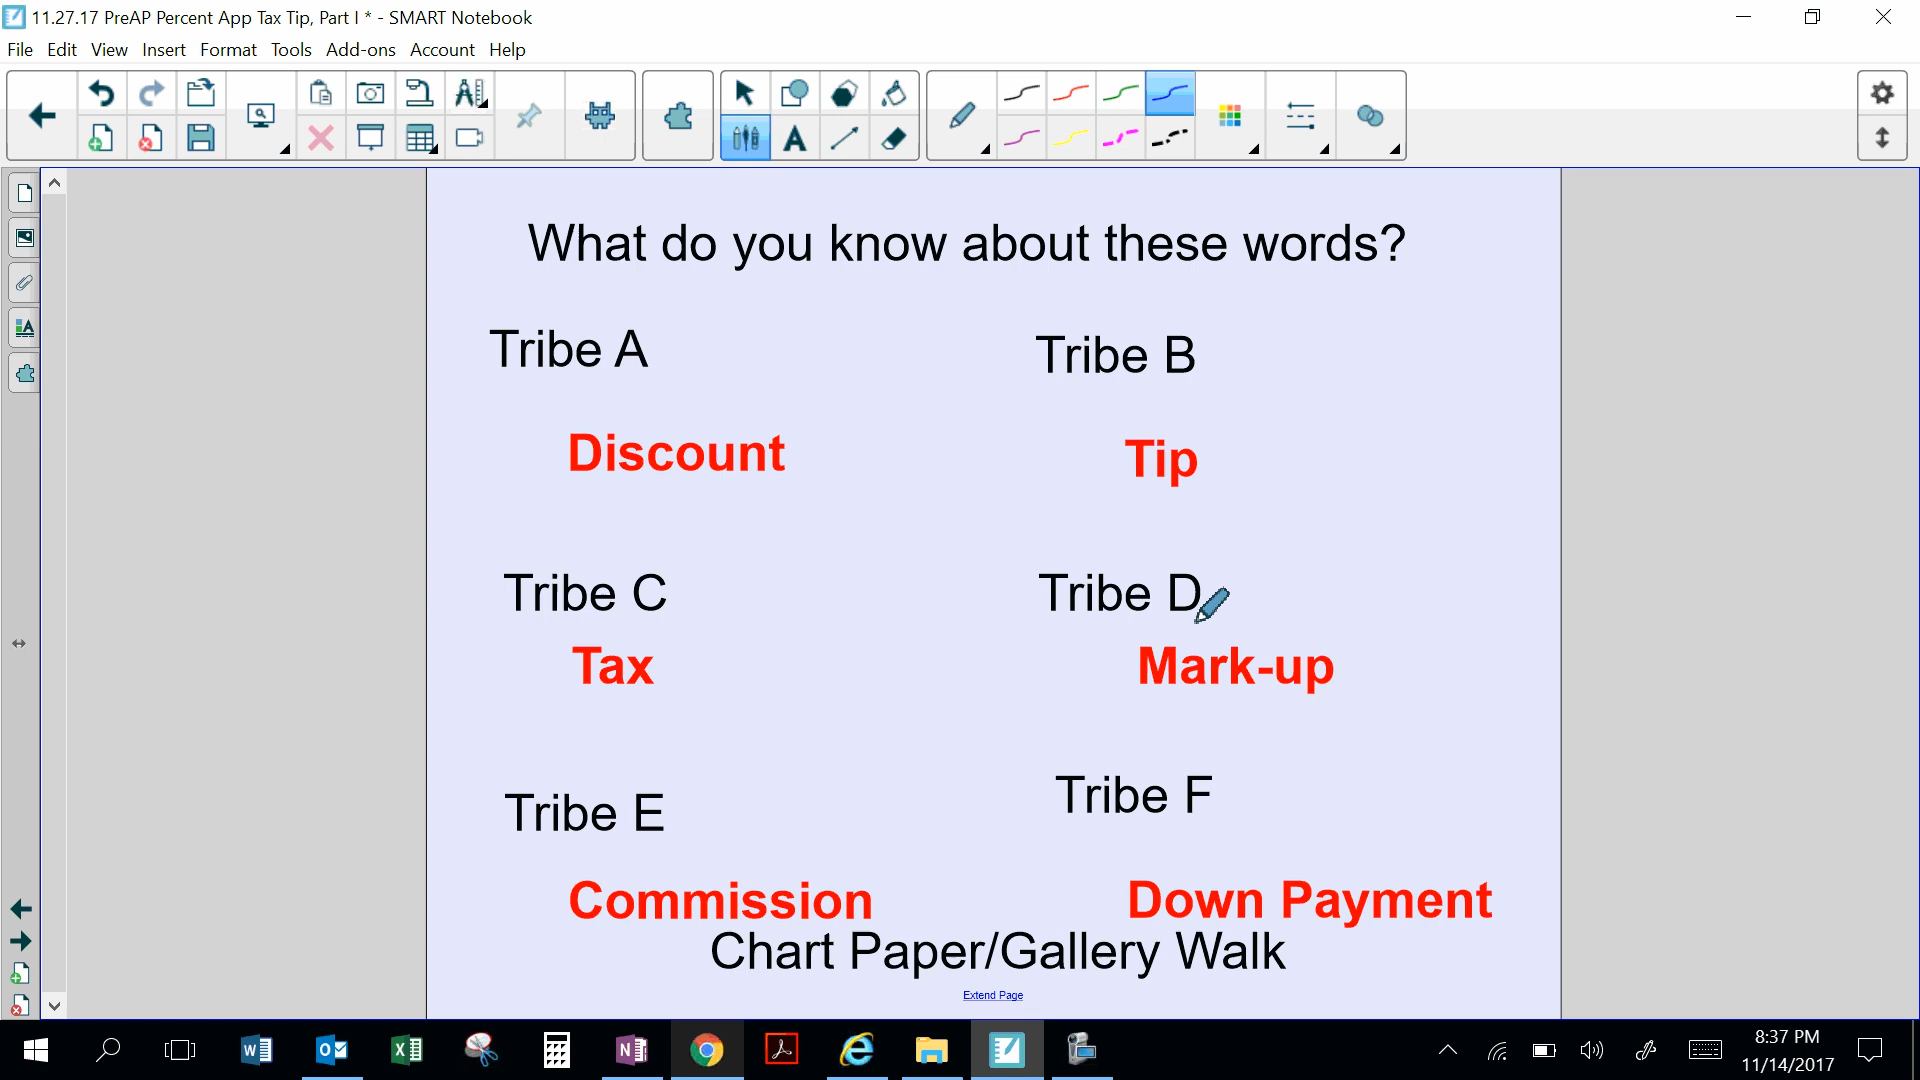 11.27.17 PreAP Percent App Tax Tip, Part I * - SMART Notebook
File Edit View Insert Format Tools Add-ons Account Help
What do you know about these words?
Tribe A
Tribe B
Discount
Tip
Tribe C
Tribe D
Tax
Mark-up
Tribe E
Tribe F
Commission
Down Payment
Chart Paper/Gallery Walk
Extend Page
8:37 PM
11/14/2017